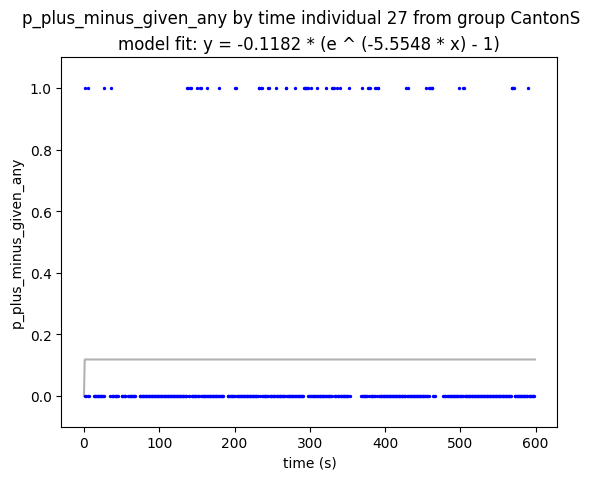 p_plus_minus_given_any by time individual 27 from group CantonS
model fit: y = -0.1182 * (e ^ (-5.5548 * x) - 1)
1.0
0.8
0.6
0.4
0.2
0.0
p_plus_minus_given_any
0 100 200 300 400 500 600
time (s)